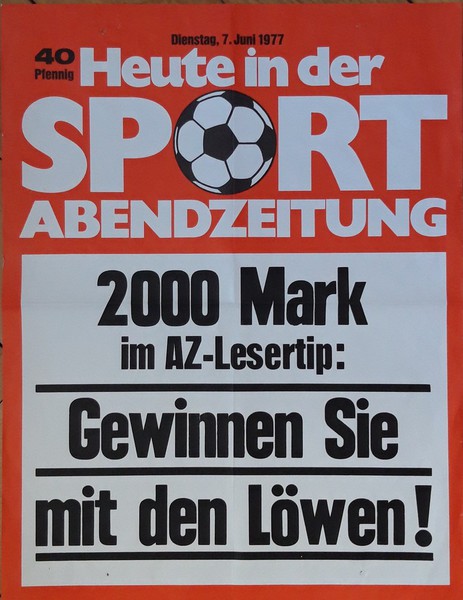 Dienstag, 7. Juni 1977
40
Pfennig
Heute in der
SPORT
ABENDZEITUNG
2000 Mark
im AZ-Lesertip:
Gewinnen Sie
mit den Löwen!